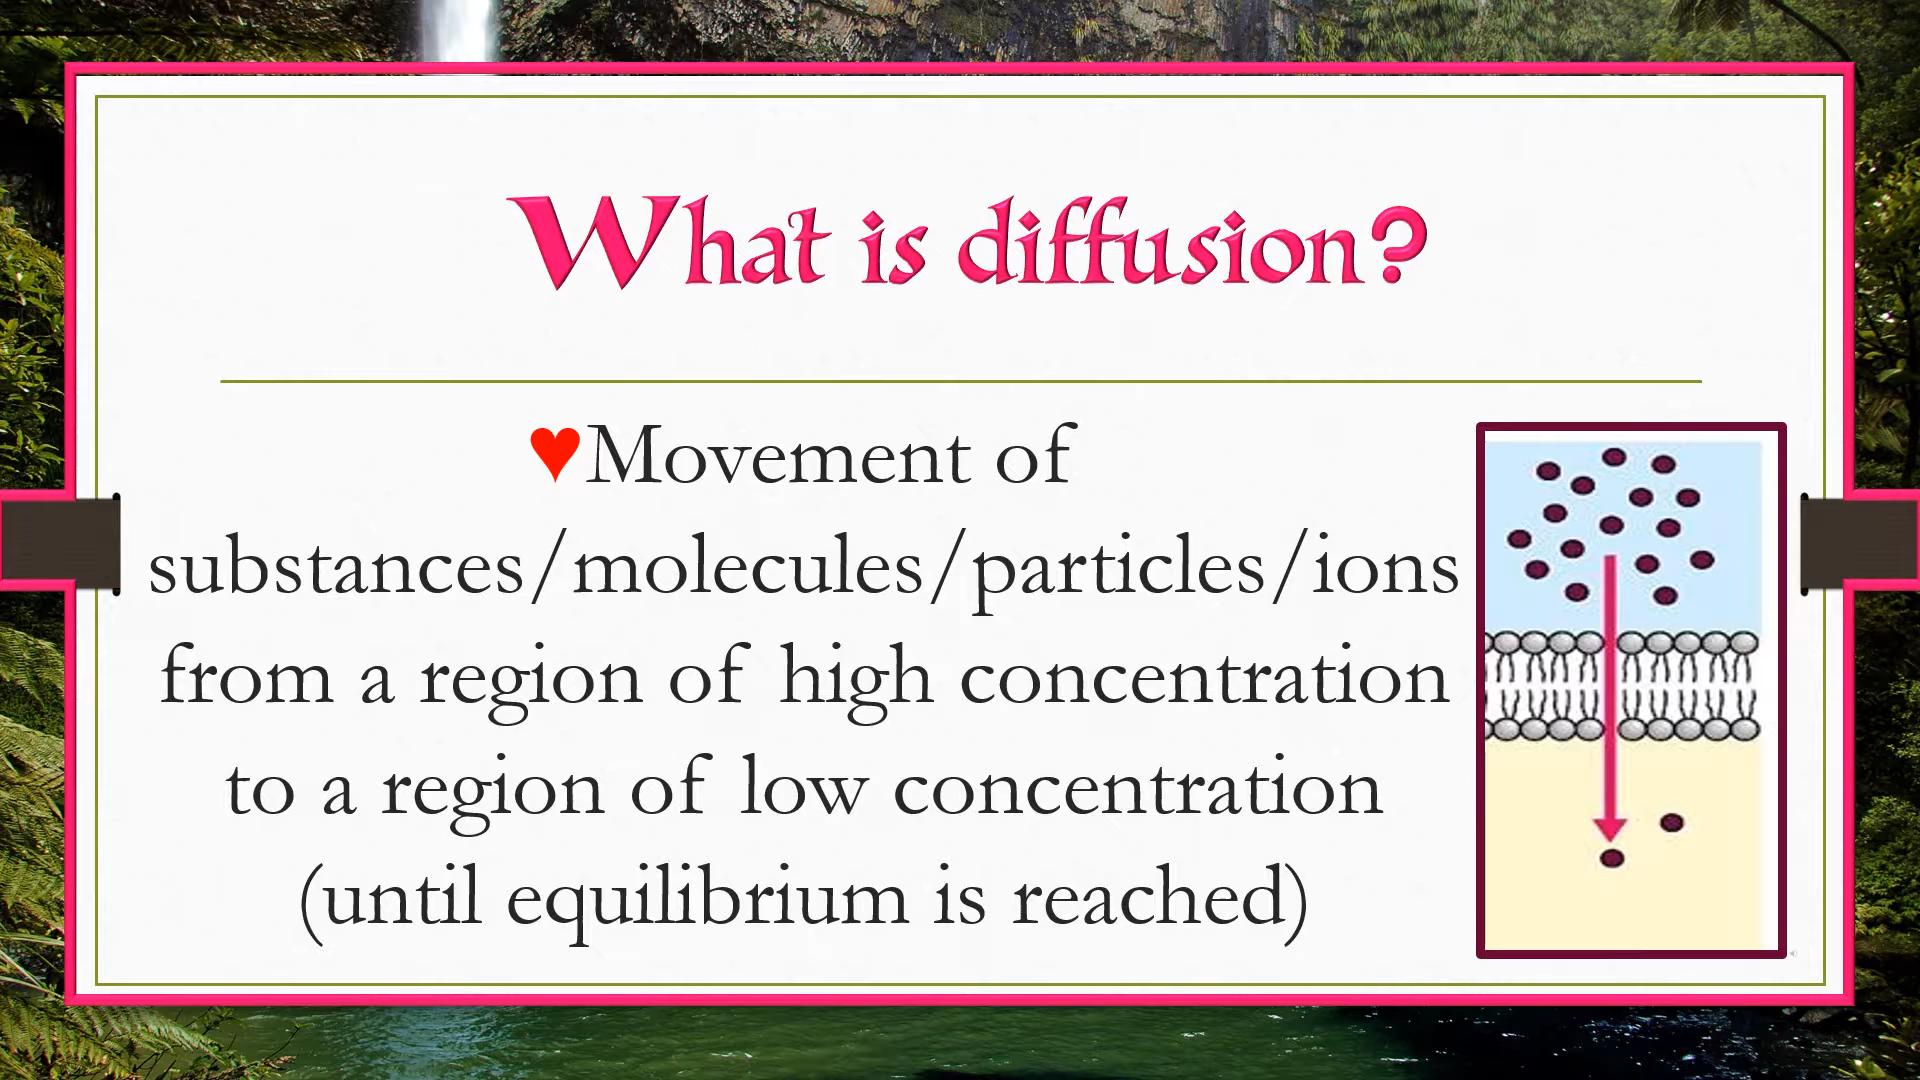 What is diffusion?
♥Movement of
substances/molecules/particles/ions
from a region of high concentration
to a region of low concentration
(until equilibrium is reached)